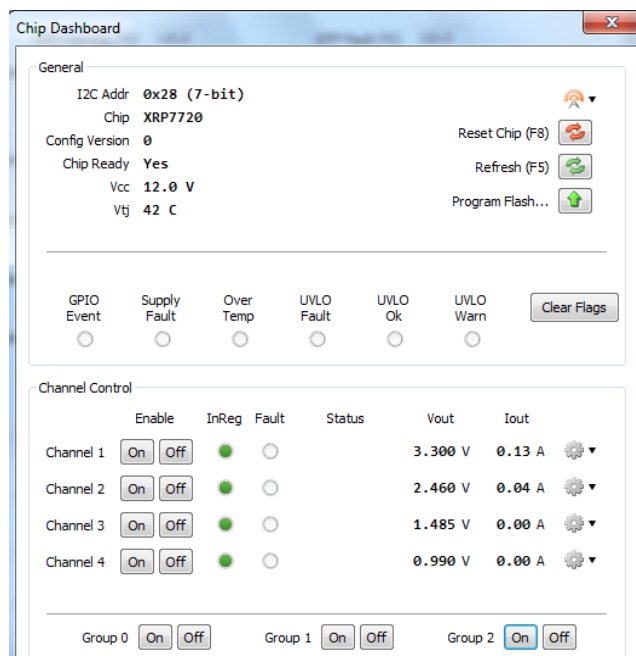 Chip Dashboard
General
I2C Addr 0x28 (7-bit)
Chip XRP7720
Config Version 0
Chip Ready Yes
Vcc 12.0 V
Vtj 42 C
Reset Chip (F8)
Refresh (F5)
Program Flash...
GPIO Event
Supply Fault
Over Temp
UVLO Fault
UVLO Ok
UVLO Warn
Clear Flags
Channel Control
Enable InReg Fault Status Vout Iout
Channel 1 On Off 3.300 V 0.13 A
Channel 2 On Off 2.460 V 0.04 A
Channel 3 On Off 1.485 V 0.00 A
Channel 4 On Off 0.990 V 0.00 A
Group 0 On Off Group 1 On Off Group 2 On Off